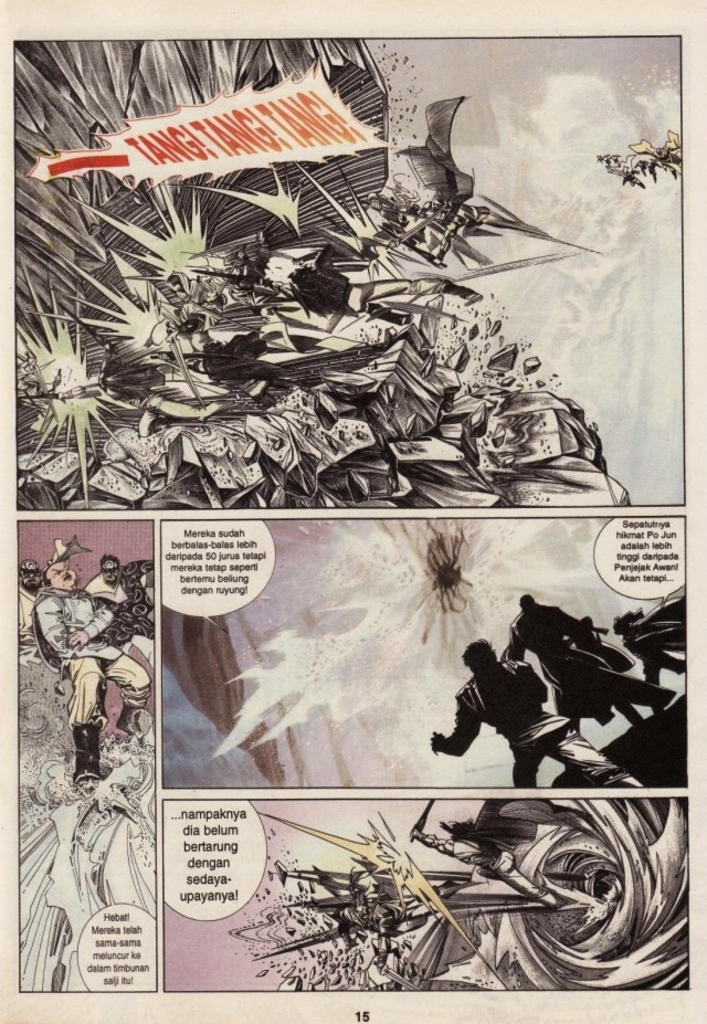 TANG! TANG! TANG!
Mereka sudah
berbalas-balas lebih
daripada 50 jurus tetapi
mereka tetap seperti
bertemu beliung
dengan ruyung!
Sepatutnya
hikmat Po Jun
adalah lebih
tinggi daripada
Penjejak Awan!
Akan tetapi...
Hebat!
Mereka telah
sama-sama
meluncur ke
dalam timbunan
salji itu!
...nampaknya
dia belum
bertarung
dengan
sedaya-
upayanya!
15